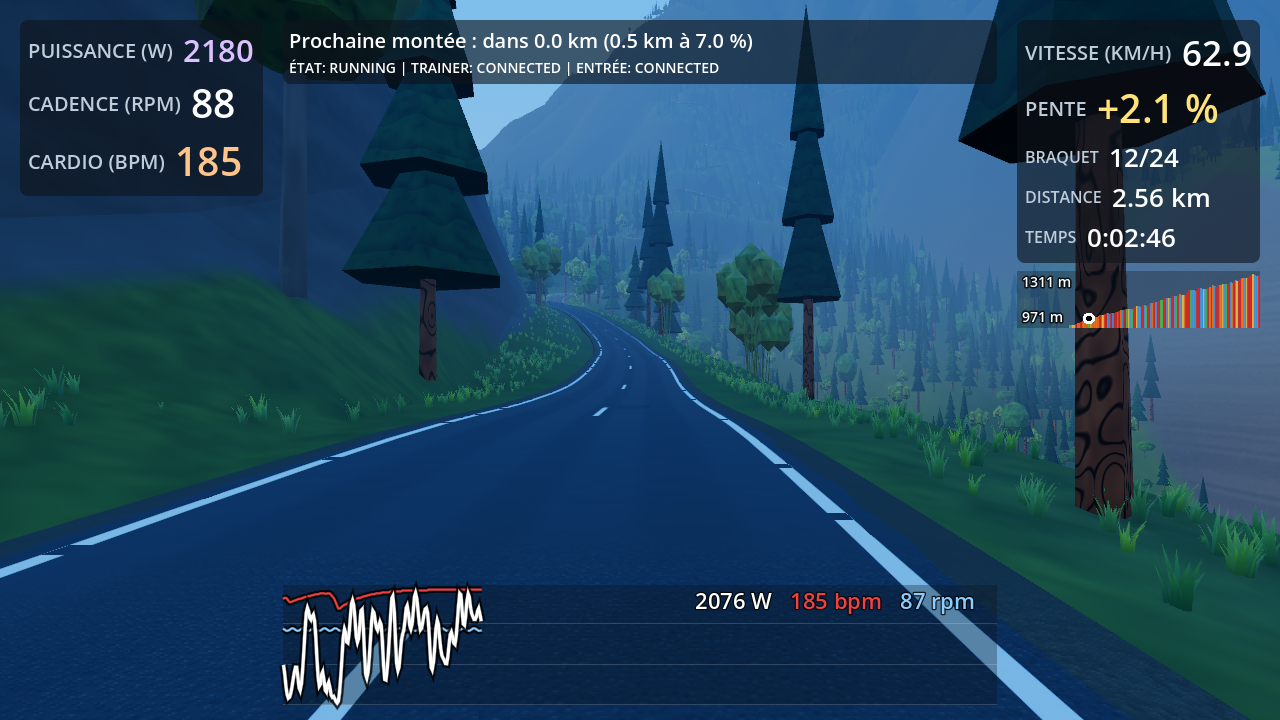 PUISSANCE (W) 2180
CADENCE (RPM) 88
CARDIO (BPM) 185
Prochaine montée : dans 0.0 km (0.5 km à 7.0 %)
ÉTAT: RUNNING | TRAINER: CONNECTED | ENTRÉE: CONNECTED
VITESSE (KM/H) 62.9
PENTE +2.1 %
BRAQUET 12/24
DISTANCE 2.56 km
TEMPS 0:02:46
1311 m
971 m
2076 W 185 bpm 87 rpm